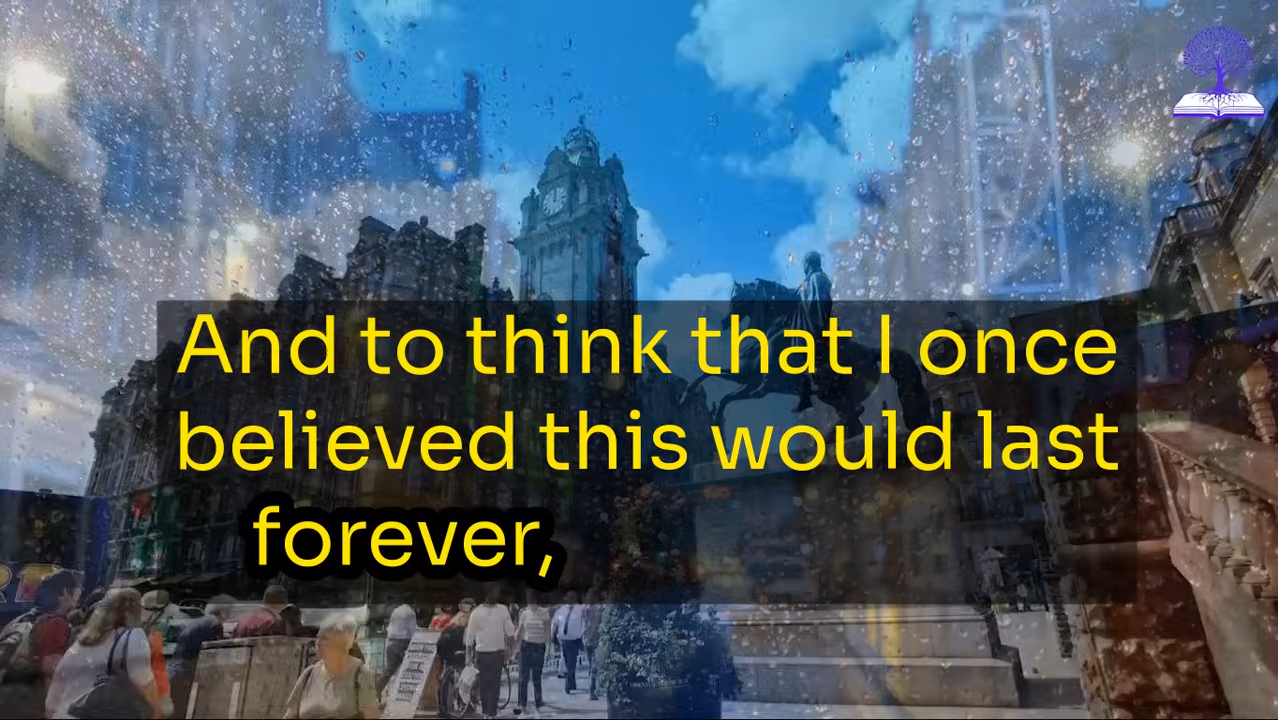 And to think that I once
believed this would last
forever,